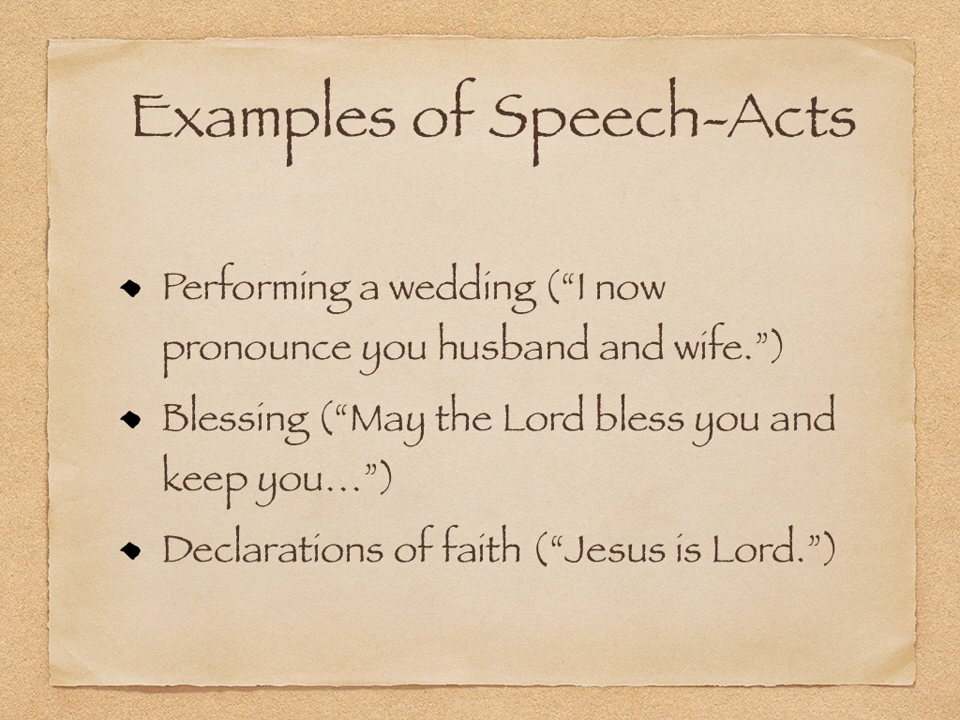 Examples of Speech-Acts
Performing a wedding (“I now
pronounce you husband and wife.”)
Blessing (“May the Lord bless you and
keep you…”)
Declarations of faith (“Jesus is Lord.”)